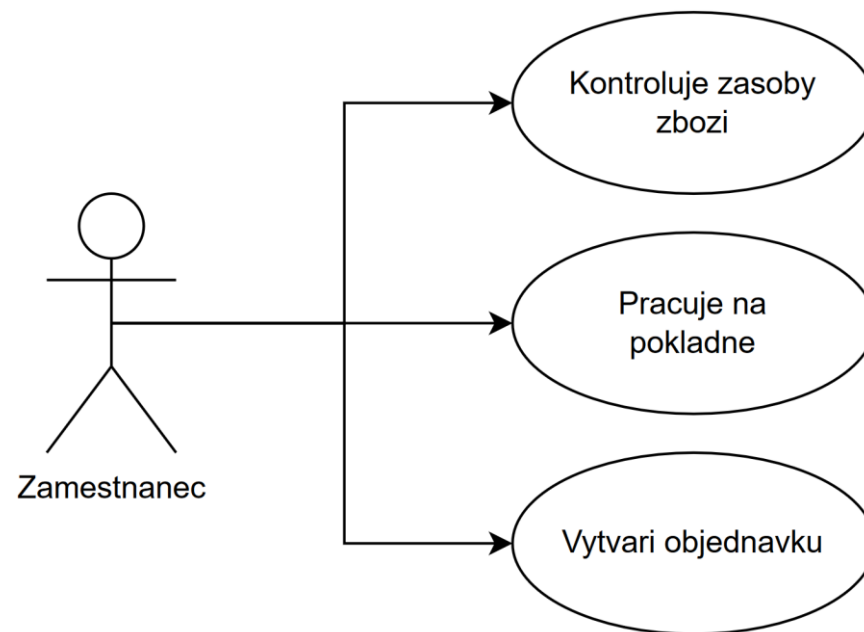 Kontroluje zasoby
zbozi
Pracuje na
pokladne
Zamestnanec
Vytvari objednavku